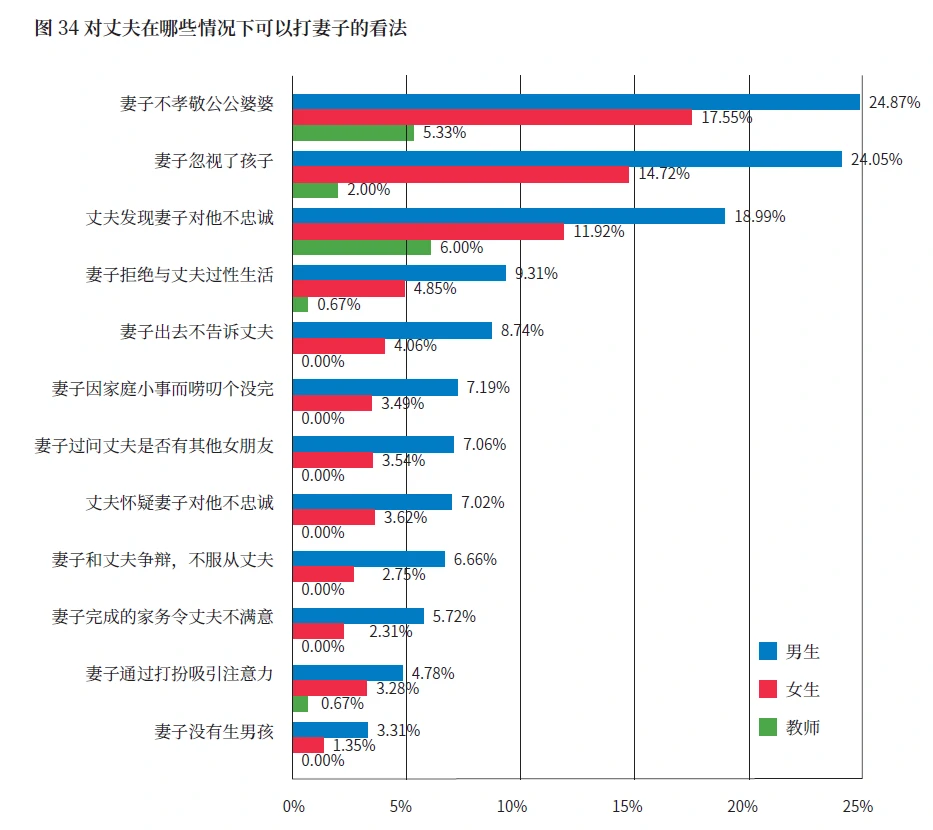 图 34 对丈夫在哪些情况下可以打妻子的看法
妻子不孝敬公公婆婆
24.87%
17.55%
5.33%
妻子忽视了孩子
24.05%
14.72%
2.00%
丈夫发现妻子对他不忠诚
18.99%
11.92%
6.00%
妻子拒绝与丈夫过性生活
9.31%
4.85%
0.67%
妻子出去不告诉丈夫
8.74%
4.06%
0.00%
妻子因家庭小事而唠叨个没完
7.19%
3.49%
0.00%
妻子过问丈夫是否有其他女朋友
7.06%
3.54%
0.00%
丈夫怀疑妻子对他不忠诚
7.02%
3.62%
0.00%
妻子和丈夫争辩，不服从丈夫
6.66%
2.75%
0.00%
妻子完成的家务令丈夫不满意
5.72%
2.31%
0.00%
妻子通过打扮吸引注意力
4.78%
3.28%
0.67%
妻子没有生男孩
3.31%
1.35%
0.00%
男生
女生
教师
0% 5% 10% 15% 20% 25%